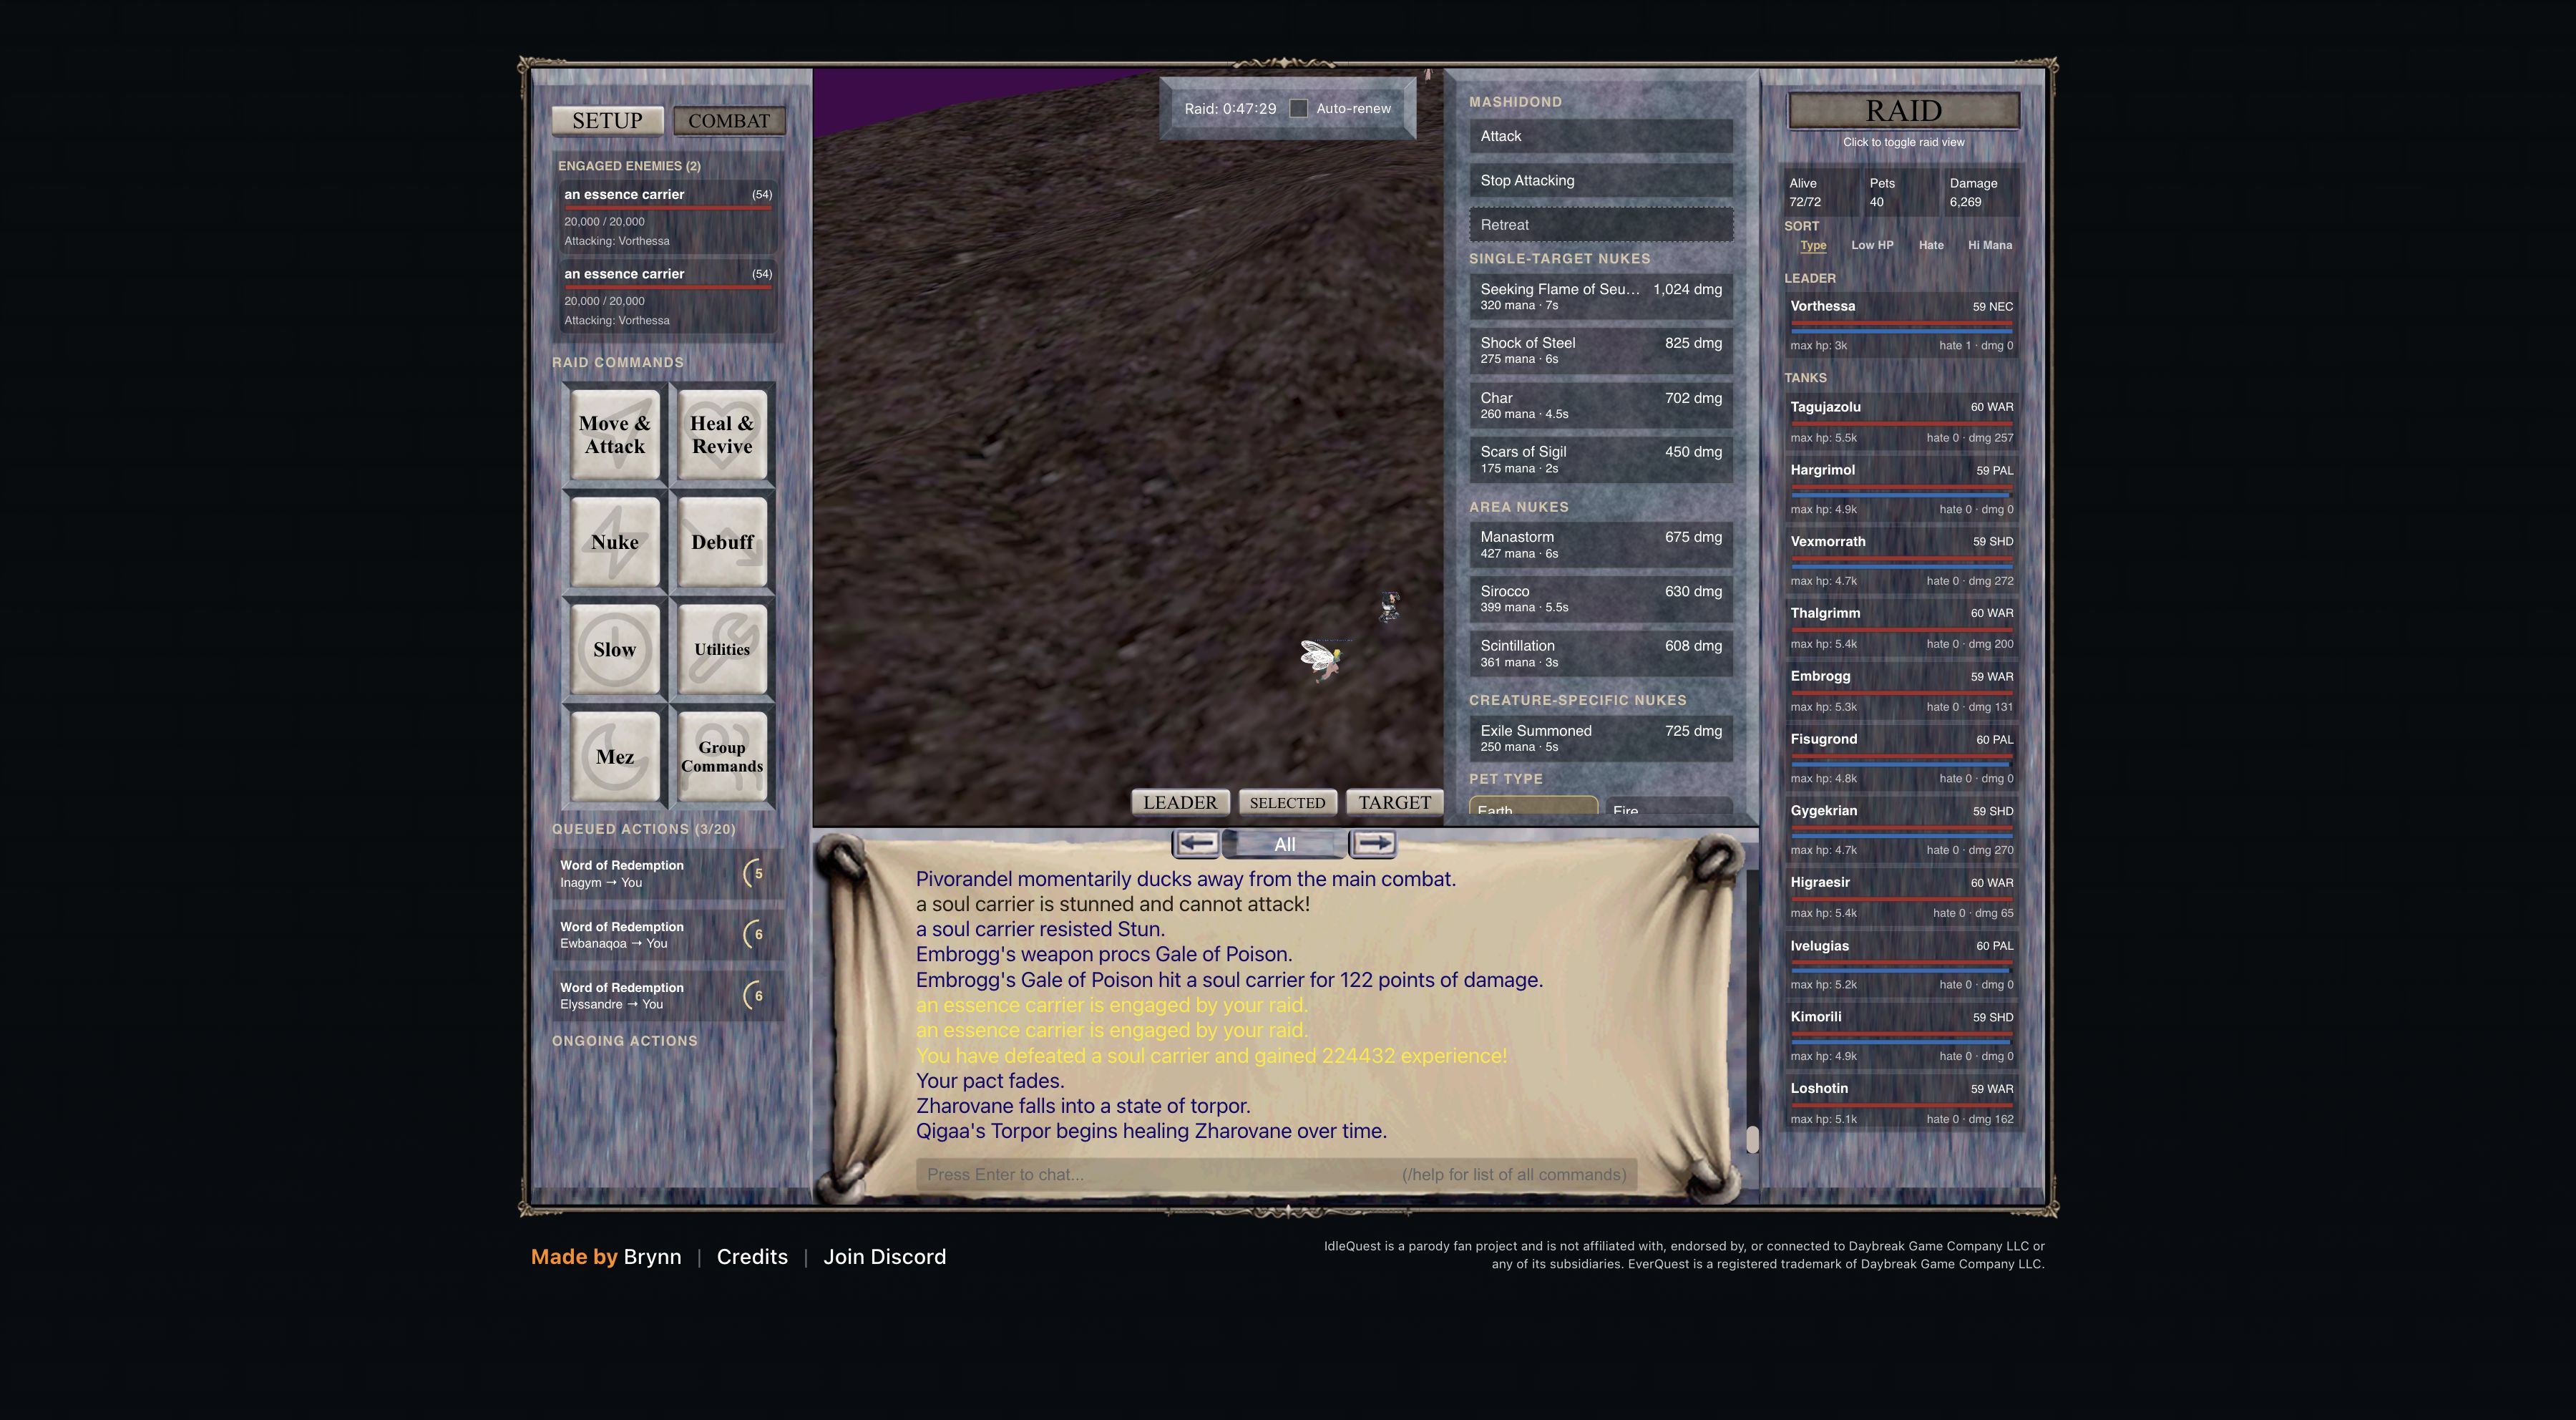 SETUP COMBAT
ENGAGED ENEMIES (2)
an essence carrier (54)
20,000 / 20,000
Attacking: Vorthessa
an essence carrier (54)
20,000 / 20,000
Attacking: Vorthessa
RAID COMMANDS
Move & Attack
Heal & Revive
Nuke
Debuff
Slow
Utilities
Mez
Group Commands
QUEUED ACTIONS (3/20)
Word of Redemption
Inagym → You
5
Word of Redemption
Ewbanaqoa → You
6
Word of Redemption
Elyssandre → You
6
ONGOING ACTIONS
Raid: 0:47:29 Auto-renew
LEADER SELECTED TARGET
MASHIDOND
Attack
Stop Attacking
Retreat
SINGLE-TARGET NUKES
Seeking Flame of Seu... 1,024 dmg
320 mana · 7s
Shock of Steel 825 dmg
275 mana · 6s
Char 702 dmg
260 mana · 4.5s
Scars of Sigil 450 dmg
175 mana · 2s
AREA NUKES
Manastorm 675 dmg
427 mana · 6s
Sirocco 630 dmg
399 mana · 5.5s
Scintillation 608 dmg
361 mana · 3s
CREATURE-SPECIFIC NUKES
Exile Summoned 725 dmg
250 mana · 5s
PET TYPE
Earth Fire
All
Pivorandel momentarily ducks away from the main combat.
a soul carrier is stunned and cannot attack!
a soul carrier resisted Stun.
Embrogg's weapon procs Gale of Poison.
Embrogg's Gale of Poison hit a soul carrier for 122 points of damage.
an essence carrier is engaged by your raid.
an essence carrier is engaged by your raid.
You have defeated a soul carrier and gained 224432 experience!
Your pact fades.
Zharovane falls into a state of torpor.
Qigaa's Torpor begins healing Zharovane over time.
Press Enter to chat... (/help for list of all commands)
RAID
Click to toggle raid view
Alive Pets Damage
72/72 40 6,269
SORT
Type Low HP Hate Hi Mana
LEADER
Vorthessa 59 NEC
max hp: 3k hate 1 · dmg 0
TANKS
Tagujazolu 60 WAR
max hp: 5.5k hate 0 · dmg 257
Hargrimol 59 PAL
max hp: 4.9k hate 0 · dmg 0
Vexmorrath 59 SHD
max hp: 4.7k hate 0 · dmg 272
Thalgrimm 60 WAR
max hp: 5.4k hate 0 · dmg 200
Embrogg 59 WAR
max hp: 5.3k hate 0 · dmg 131
Fisugrond 60 PAL
max hp: 4.8k hate 0 · dmg 0
Gygekrian 59 SHD
max hp: 4.7k hate 0 · dmg 270
Higraesir 60 WAR
max hp: 5.4k hate 0 · dmg 65
Ivelugias 60 PAL
max hp: 5.2k hate 0 · dmg 0
Kimorili 59 SHD
max hp: 4.9k hate 0 · dmg 0
Loshotin 59 WAR
max hp: 5.1k hate 0 · dmg 162
Made by Brynn | Credits | Join Discord
IdleQuest is a parody fan project and is not affiliated with, endorsed by, or connected to Daybreak Game Company LLC or
any of its subsidiaries. EverQuest is a registered trademark of Daybreak Game Company LLC.